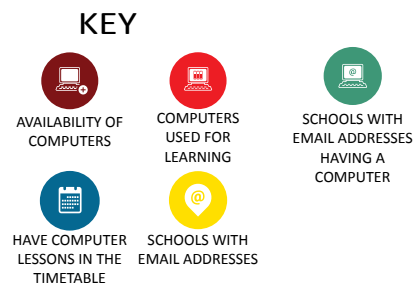 KEY
AVAILABILITY OF
COMPUTERS
COMPUTERS
USED FOR
LEARNING
@
SCHOOLS WITH
EMAIL ADDRESSES
HAVING A
COMPUTER
HAVE COMPUTER
LESSONS IN THE
TIMETABLE
@
SCHOOLS WITH
EMAIL ADDRESSES